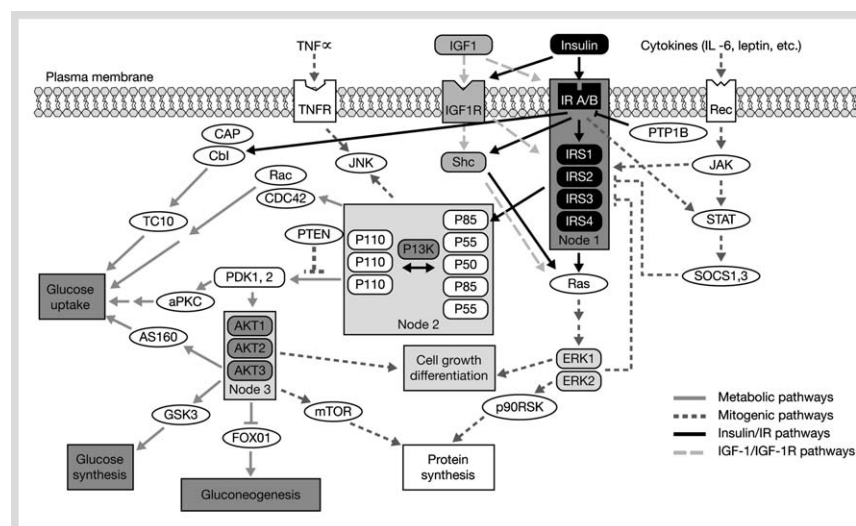 TNF∝
IGF1
Insulin
Cytokines (IL -6, leptin, etc.)
Plasma membrane
TNFR
IGF1R
IR A/B
Rec
CAP
Cbl
JNK
Shc
PTP1B
IRS1
IRS2
IRS3
IRS4
Node 1
JAK
STAT
SOCS1,3
Rac
CDC42
TC10
PTEN
P110
P110
P110
P13K
P85
P55
P50
P85
P55
Node 2
Ras
Glucose
uptake
PDK1, 2
aPKC
AS160
AKT1
AKT2
AKT3
Node 3
Cell growth
differentiation
ERK1
ERK2
GSK3
mTOR
p90RSK
FOX01
Glucose
synthesis
Gluconeogenesis
Protein
synthesis
Metabolic pathways
Mitogenic pathways
Insulin/IR pathways
IGF-1/IGF-1R pathways